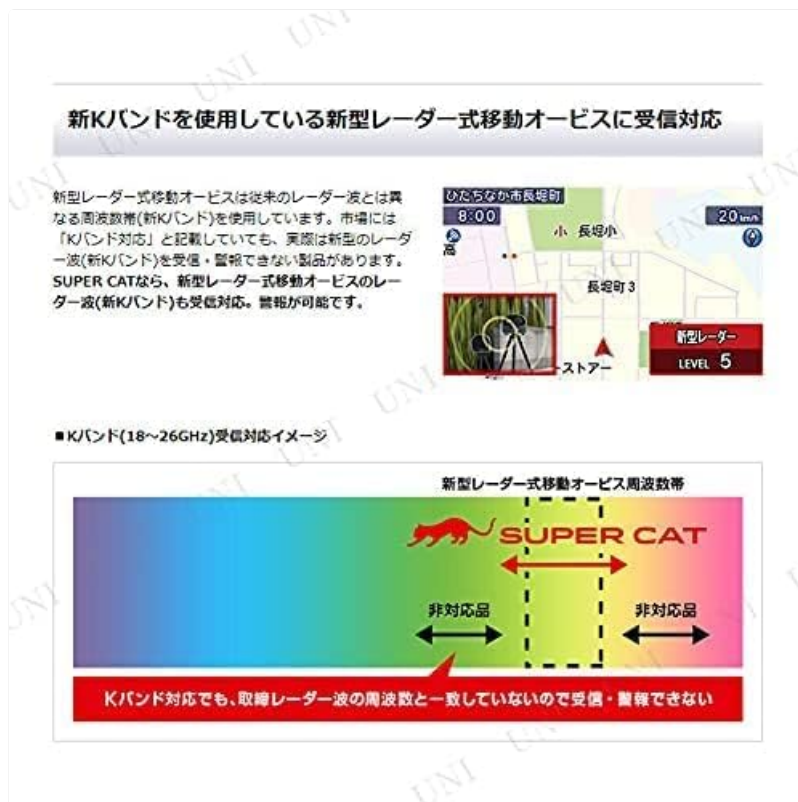 新Kバンドを使用している新型レーダー式移動オービスに受信対応
新型レーダー式移動オービスは従来のレーダー波とは異
なる周波数帯(新Kバンド)を使用しています。市場には
「Kバンド対応」と記載していても、実際は新型のレーダ
ー波(新Kバンド)を受信・警報できない製品があります。
SUPER CATなら、新型レーダー式移動オービスのレー
ダー波(新Kバンド)も受信対応。警報が可能です。
ひたちなか市長堀町
8:00
20km/h
高
小 長堀小
長堀町3
新型レーダー
LEVEL 5
ーストアー
■Kバンド(18〜26GHz)受信対応イメージ
新型レーダー式移動オービス周波数帯
SUPER CAT
非対応品
非対応品
Kバンド対応でも、取締レーダー波の周波数と一致していないので受信・警報できない
UNI
UNI
UNI
UNI
UNI
UNI
UNI
UNI
UNI